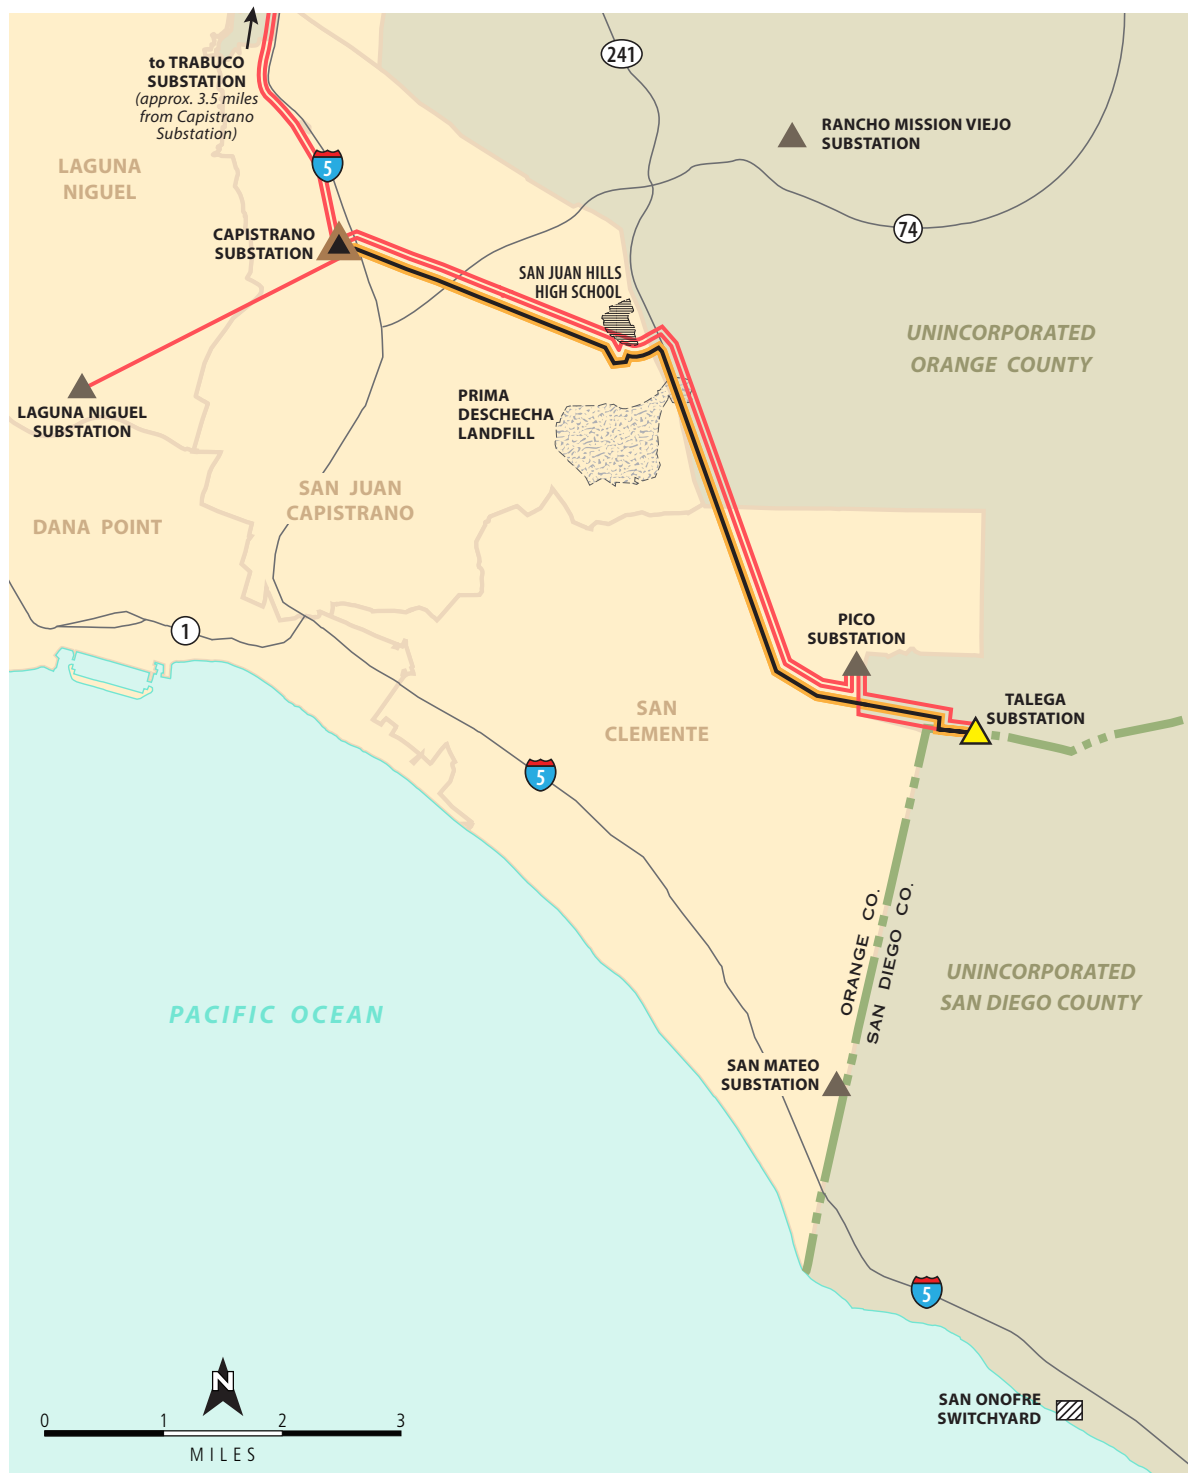 241
to TRABUCO
SUBSTATION
(approx. 3.5 miles
from Capistrano
Substation)
RANCHO MISSION VIEJO
SUBSTATION
LAGUNA
NIGUEL
5
74
CAPISTRANO
SUBSTATION
SAN JUAN HILLS
HIGH SCHOOL
UNINCORPORATED
ORANGE COUNTY
LAGUNA NIGUEL
SUBSTATION
PRIMA
DESCHECHA
LANDFILL
SAN JUAN
CAPISTRANO
DANA POINT
1
PICO
SUBSTATION
TALEGA
SUBSTATION
SAN
CLEMENTE
5
ORANGE CO.
SAN DIEGO CO.
UNINCORPORATED
SAN DIEGO COUNTY
PACIFIC OCEAN
SAN MATEO
SUBSTATION
5
SAN ONOFRE
SWITCHYARD
N
0 1 2 3
MILES